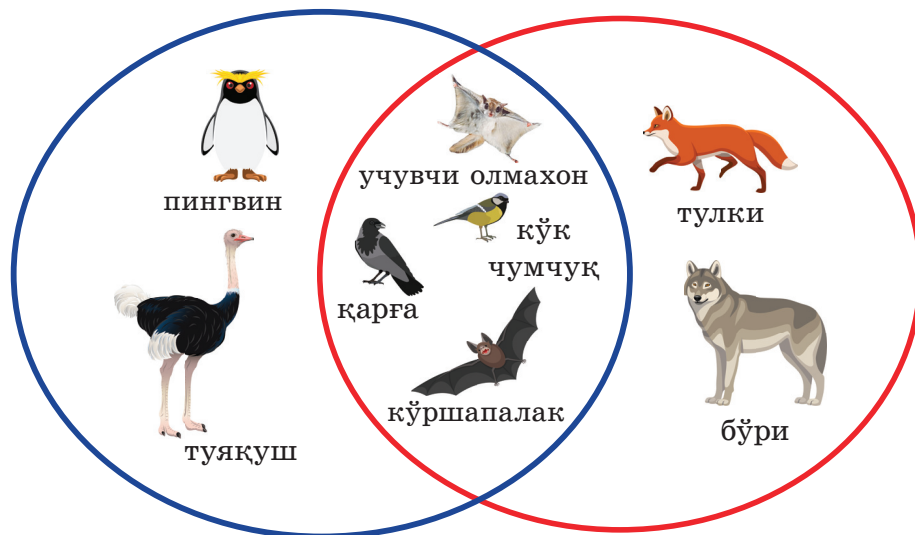 учувчи олмахон
пингвин
тулки
кўк
чумчуқ
қарға
кўршапалак
бўри
туяқуш